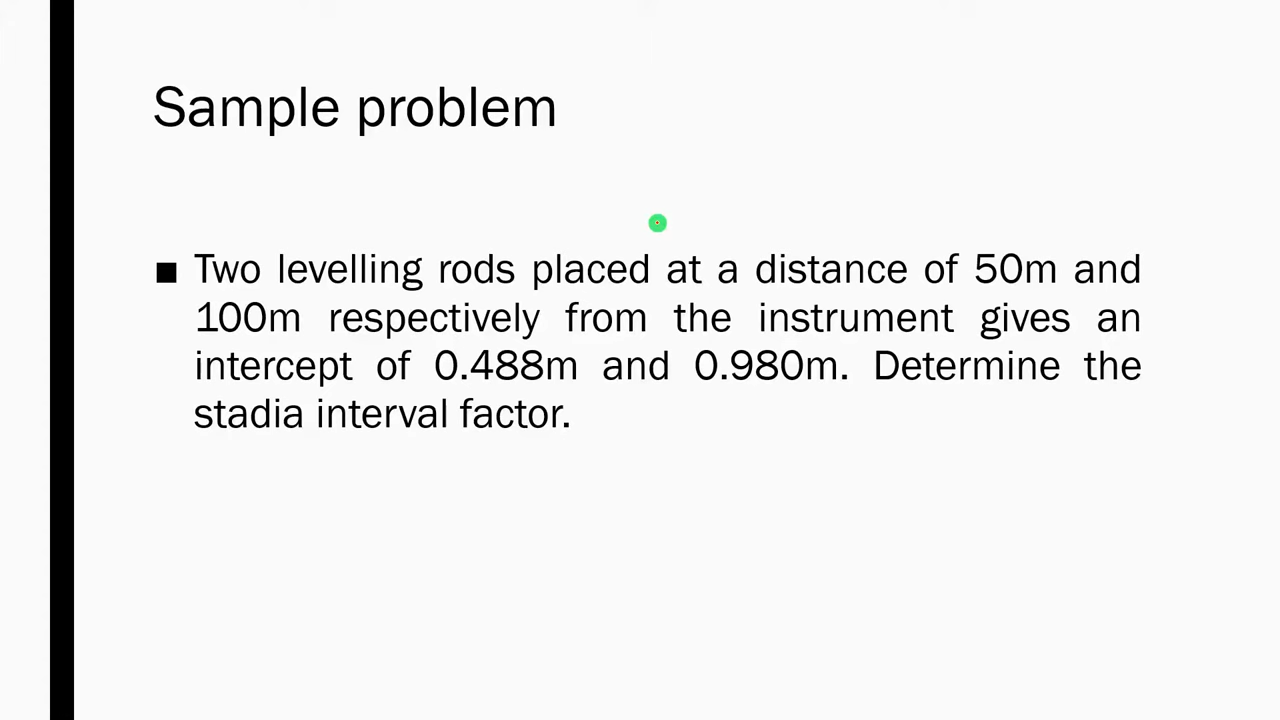 Sample problem
■ Two levelling rods placed at a distance of 50m and
100m respectively from the instrument gives an
intercept of 0.488m and 0.980m. Determine the
stadia interval factor.